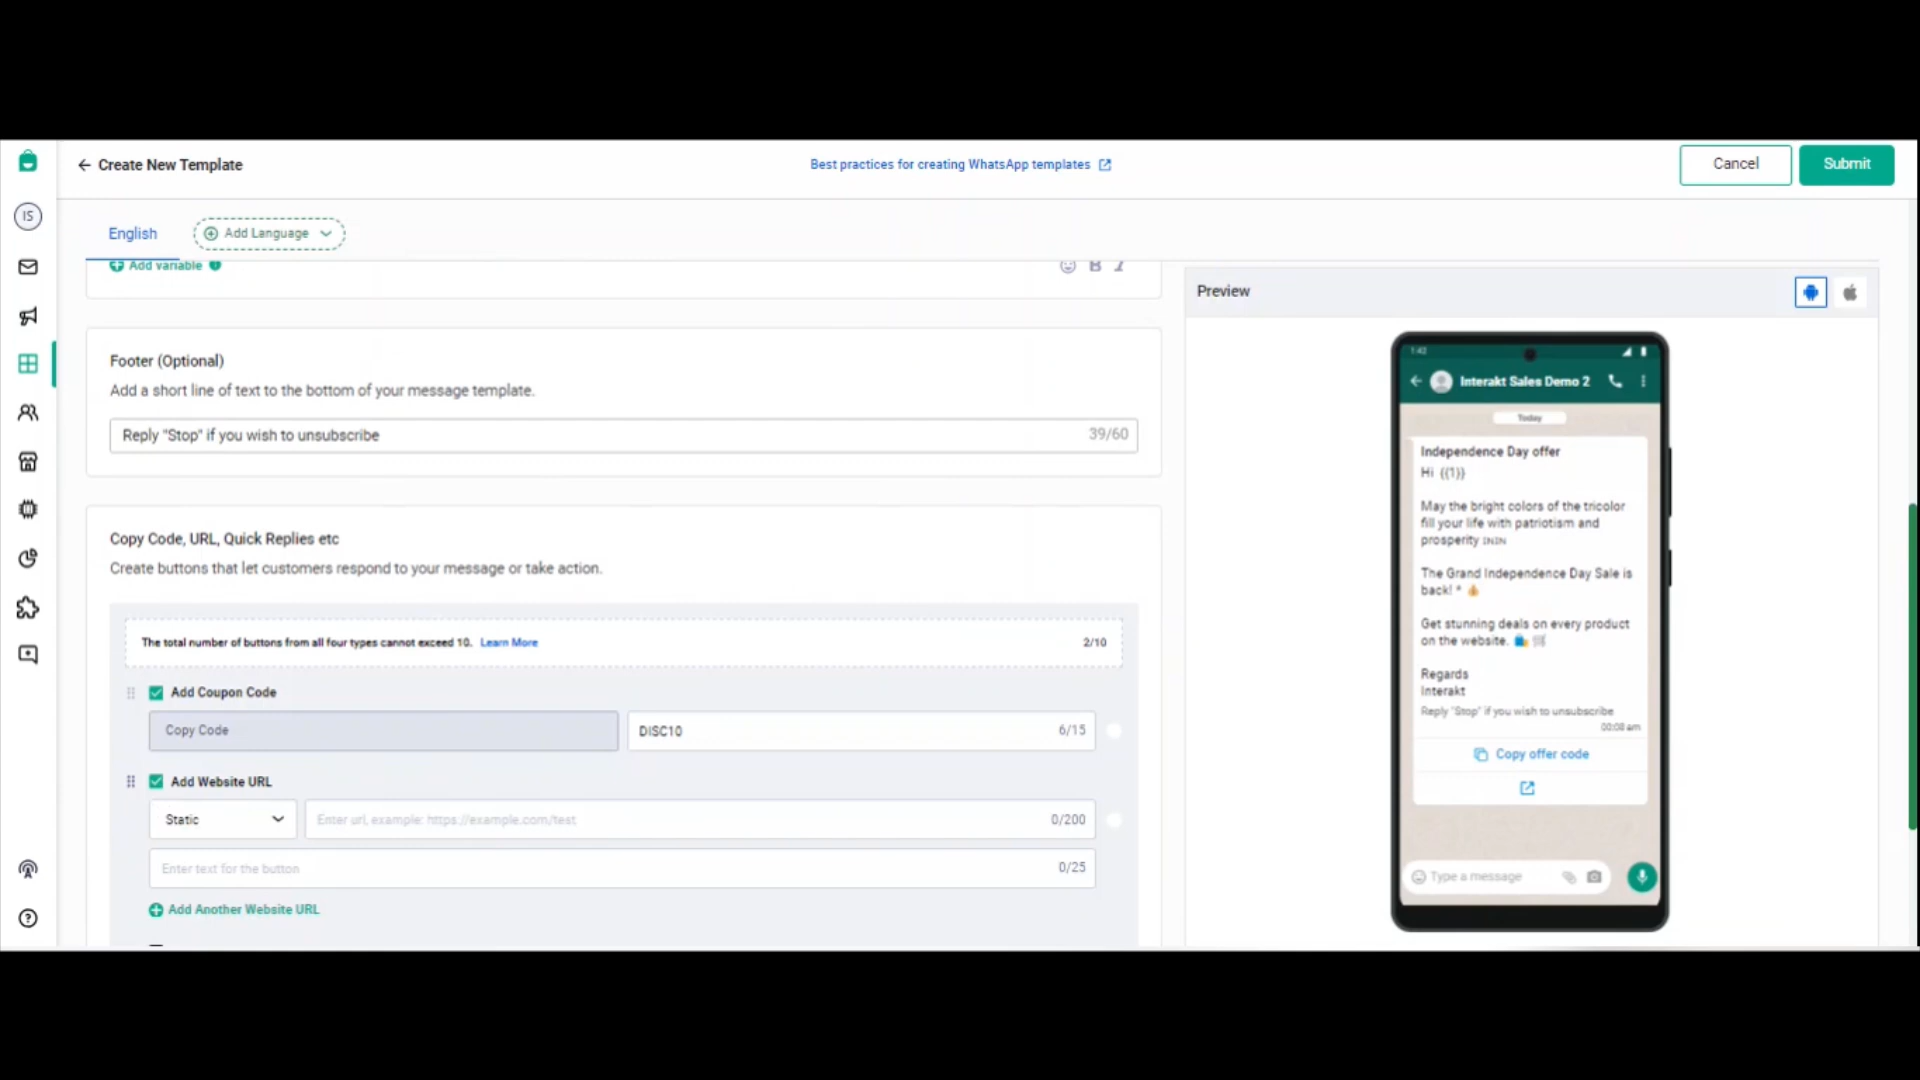 Create New Template
Best practices for creating WhatsApp templates
Cancel
Submit
IS
English
Add Language
Add variable
B I
Footer (Optional)
Add a short line of text to the bottom of your message template.
Reply "Stop" if you wish to unsubscribe
39/60
Copy Code, URL, Quick Replies etc
Create buttons that let customers respond to your message or take action.
The total number of buttons from all four types cannot exceed 10. Learn More
2/10
Add Coupon Code
Copy Code
DISC10
6/15
Add Website URL
Static
Enter url, example: https://example.com/test
0/200
Enter text for the button
0/25
Add Another Website URL
Preview
1:42
Interakt Sales Demo 2
Today
Independence Day offer
Hi {{1}}
May the bright colors of the tricolor
fill your life with patriotism and
prosperity ININ
The Grand Independence Day Sale is
back! *
Get stunning deals on every product
on the website.
Regards
Interakt
Reply "Stop" if you wish to unsubscribe
00:08 am
Copy offer code
Type a message